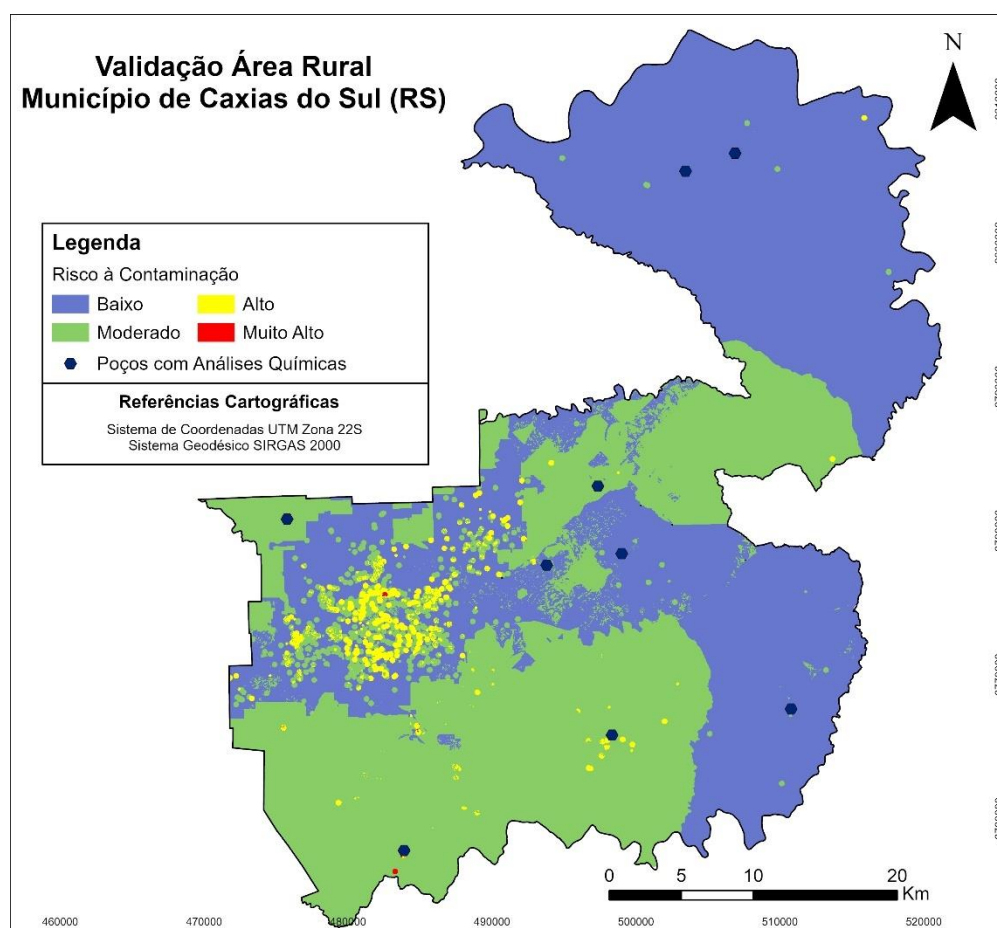 Validação Área Rural
Município de Caxias do Sul (RS)
N
Legenda
Risco à Contaminação
Baixo
Alto
Moderado
Muito Alto
Poços com Análises Químicas
Referências Cartográficas
Sistema de Coordenadas UTM Zona 22S
Sistema Geodésico SIRGAS 2000
0 5 10 20
Km
460000 470000 480000 490000 500000 510000 520000